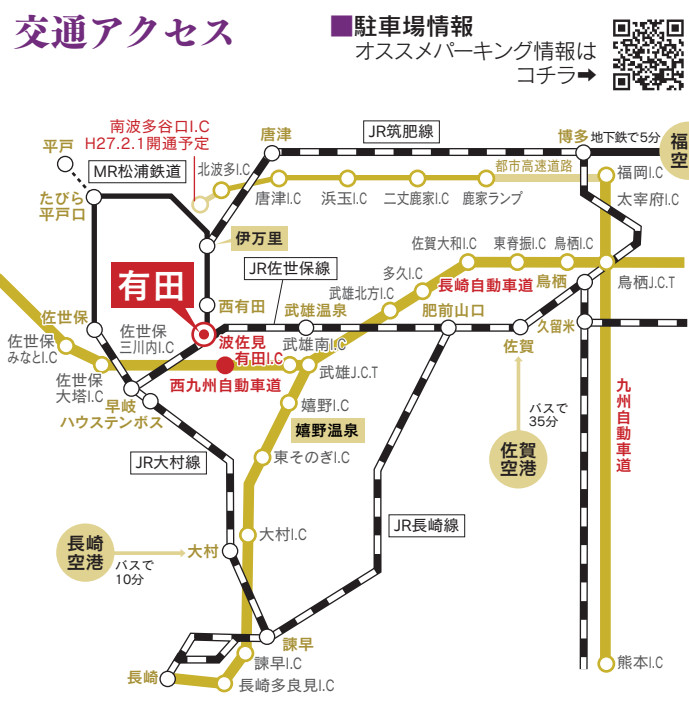 交通アクセス
■駐車場情報
オススメパーキング情報は
コチラ➡
南波多谷口I.C
H27.2.1開通予定
唐津
JR筑肥線
博多
地下鉄で5分
福
空
平戸
MR松浦鉄道
北波多I.C
都市高速道路
福岡I.C
たびら
平戸口
唐津I.C
浜玉I.C
二丈鹿家I.C
鹿家ランプ
太宰府I.C
伊万里
佐賀大和I.C
東脊振I.C
鳥栖I.C
JR佐世保線
有田
多久I.C
長崎自動車道
鳥栖
鳥栖J.C.T
西有田
武雄北方I.C
武雄温泉
肥前山口
佐世保
佐世保
三川内I.C
久留米
佐世保
みなとI.C
波佐見
有田I.C
武雄南I.C
佐賀
武雄J.C.T
佐世保
大塔I.C
西九州自動車道
九州自動車道
早岐
ハウステンボス
嬉野I.C
バスで
35分
嬉野温泉
佐賀
空港
JR大村線
東そのぎI.C
JR長崎線
大村I.C
長崎
空港
大村
バスで
10分
諫早
諫早I.C
熊本I.C
長崎
長崎多良見I.C